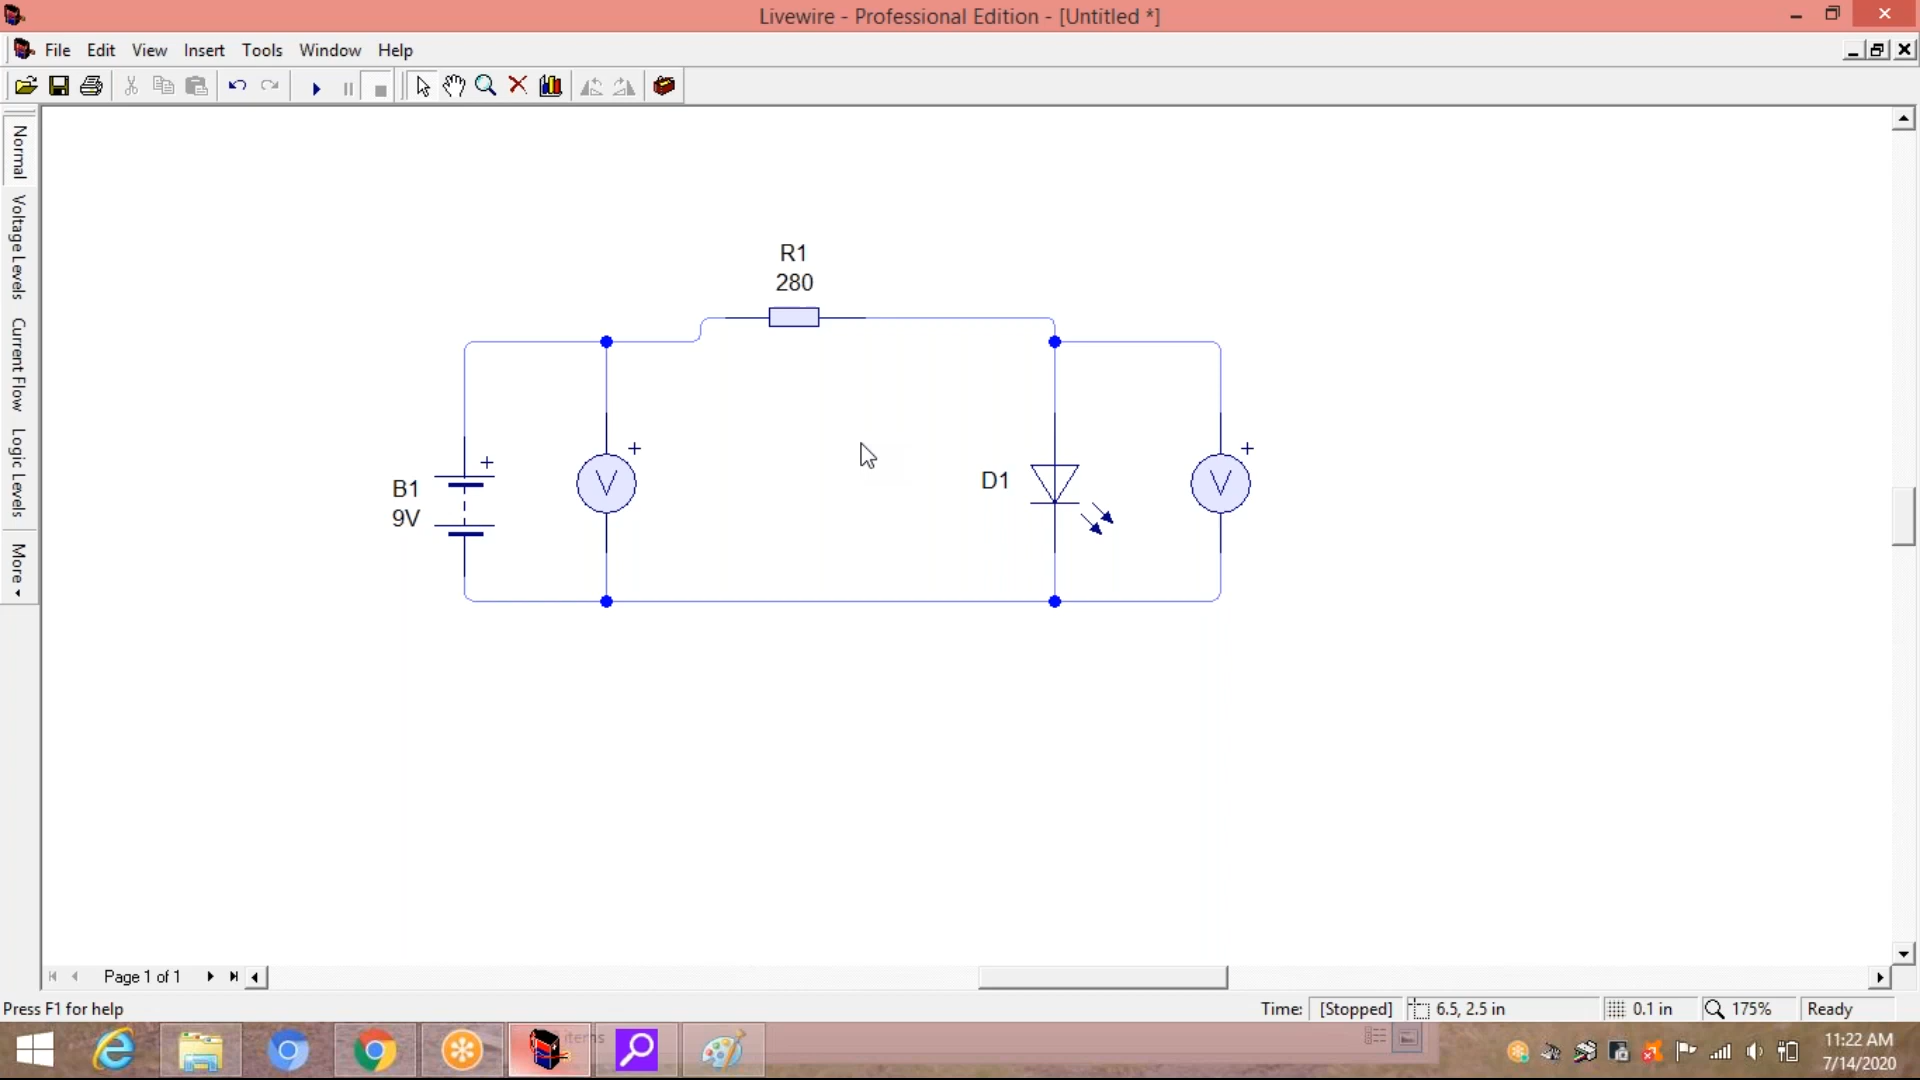 Livewire - Professional Edition - [Untitled *]
File Edit View Insert Tools Window Help
Normal
Voltage Levels
Current Flow
Logic Levels
More
R1
280
B1
9V
+
V
+
D1
V
+
Page 1 of 1
Press F1 for help
Time: [Stopped] 6.5, 2.5 in 0.1 in 175% Ready
items
11:22 AM
7/14/2020